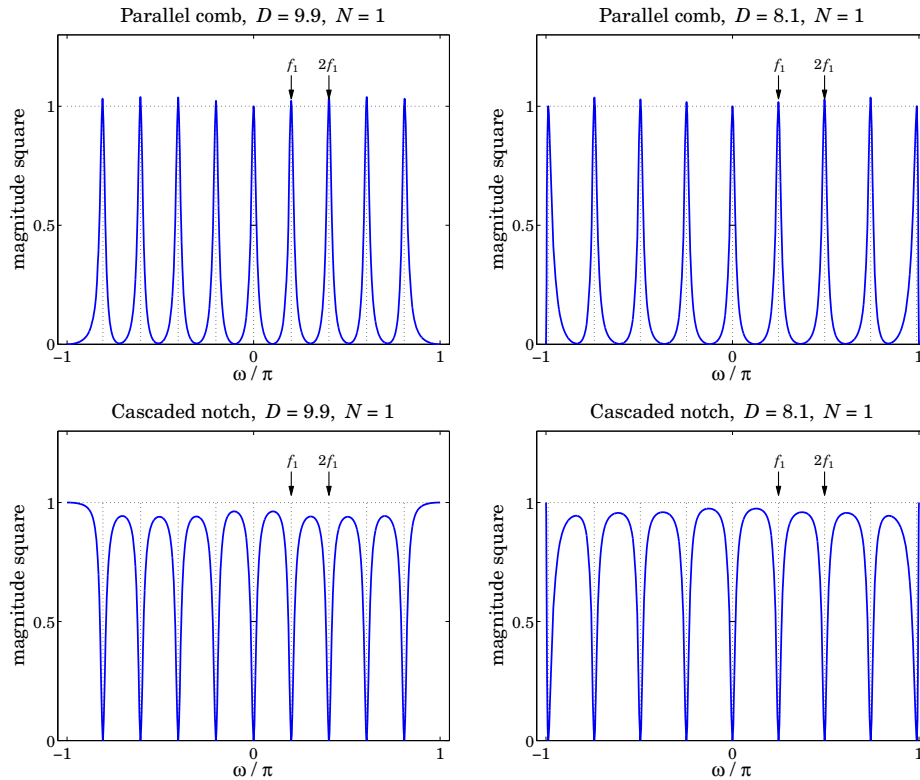 Parallel comb, D = 9.9, N = 1
f1 2f1
1
0.5
0
−1 0 1
magnitude square
ω / π
Parallel comb, D = 8.1, N = 1
f1 2f1
1
0.5
0
−1 0 1
magnitude square
ω / π
Cascaded notch, D = 9.9, N = 1
f1 2f1
1
0.5
0
−1 0 1
magnitude square
ω / π
Cascaded notch, D = 8.1, N = 1
f1 2f1
1
0.5
0
−1 0 1
magnitude square
ω / π